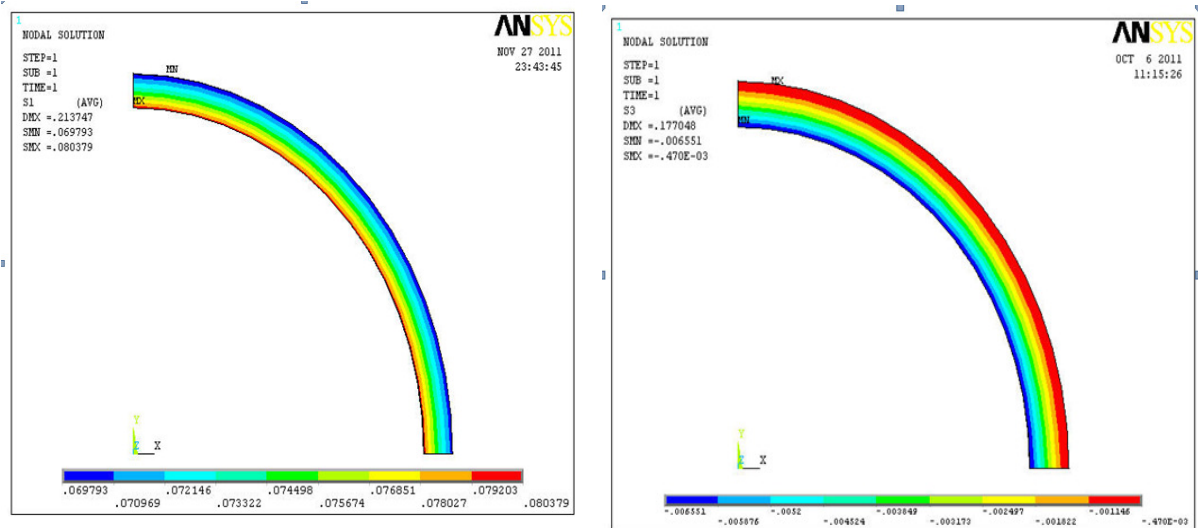 1
ANSYS
NODAL SOLUTION
NOV 27 2011
23:43:45
STEP=1
SUB =1
TIME=1
S1 (AVG)
DMX =.213747
SMN =.069793
SMX =.080379
MN
MX
Y
Z X
.069793 .072146 .074498 .076851 .079203
.070969 .073322 .075674 .078027 .080379
1
ANSYS
NODAL SOLUTION
OCT 6 2011
11:15:26
STEP=1
SUB =1
TIME=1
S3 (AVG)
DMX =.177048
SMN =-.006551
SMX =-.470E-03
MX
MN
Y
Z X
-.006551 -.0052 -.003849 -.002497 -.001146
-.005876 -.004524 -.003173 -.001822 -.470E-03